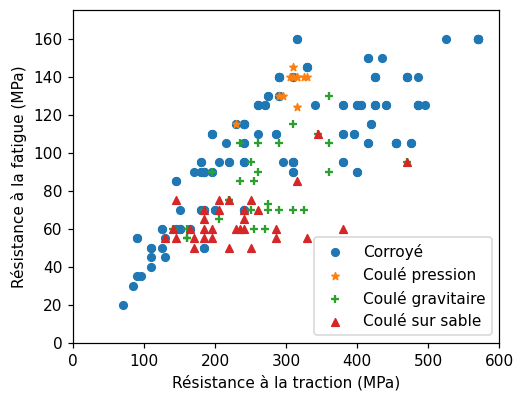 160
140
120
100
80
60
40
20
0
Résistance à la fatigue (MPa)
Corroyé
Coulé pression
Coulé gravitaire
Coulé sur sable
0 100 200 300 400 500 600
Résistance à la traction (MPa)